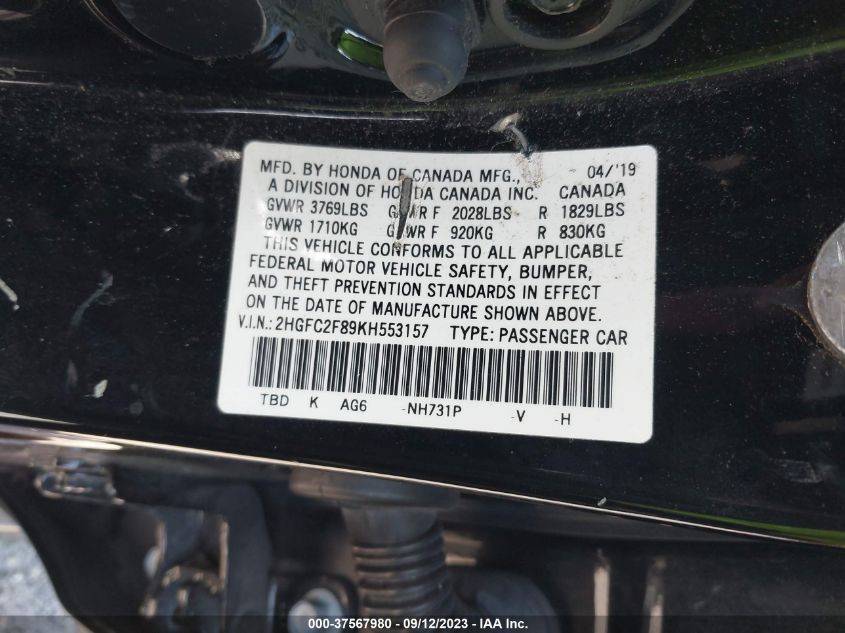 MFD. BY HONDA OF CANADA MFG., 04/'19
A DIVISION OF HONDA CANADA INC. CANADA
GVWR 3769LBS GVWR F 2028LBS R 1829LBS
GVWR 1710KG GVWR F 920KG R 830KG
THIS VEHICLE CONFORMS TO ALL APPLICABLE
FEDERAL MOTOR VEHICLE SAFETY, BUMPER,
AND THEFT PREVENTION STANDARDS IN EFFECT
ON THE DATE OF MANUFACTURE SHOWN ABOVE.
V.I.N.: 2HGFC2F89KH553157 TYPE: PASSENGER CAR
TBD K AG6 -NH731P -V -H
000-37567980 - 09/12/2023 - IAA Inc.